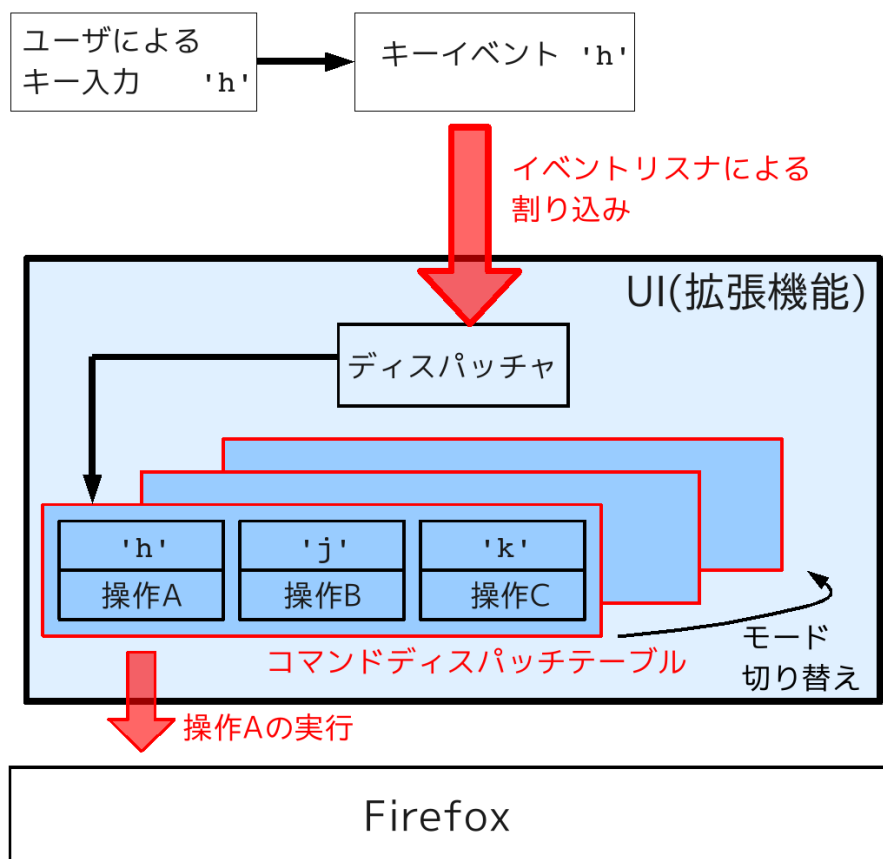 ユーザによる
キー入力 'h'
キーイベント 'h'
イベントリスナによる
割り込み
UI(拡張機能)
ディスパッチャ
'h' 'j' 'k'
操作A 操作B 操作C
コマンドディスパッチテーブル
モード
切り替え
操作Aの実行
Firefox